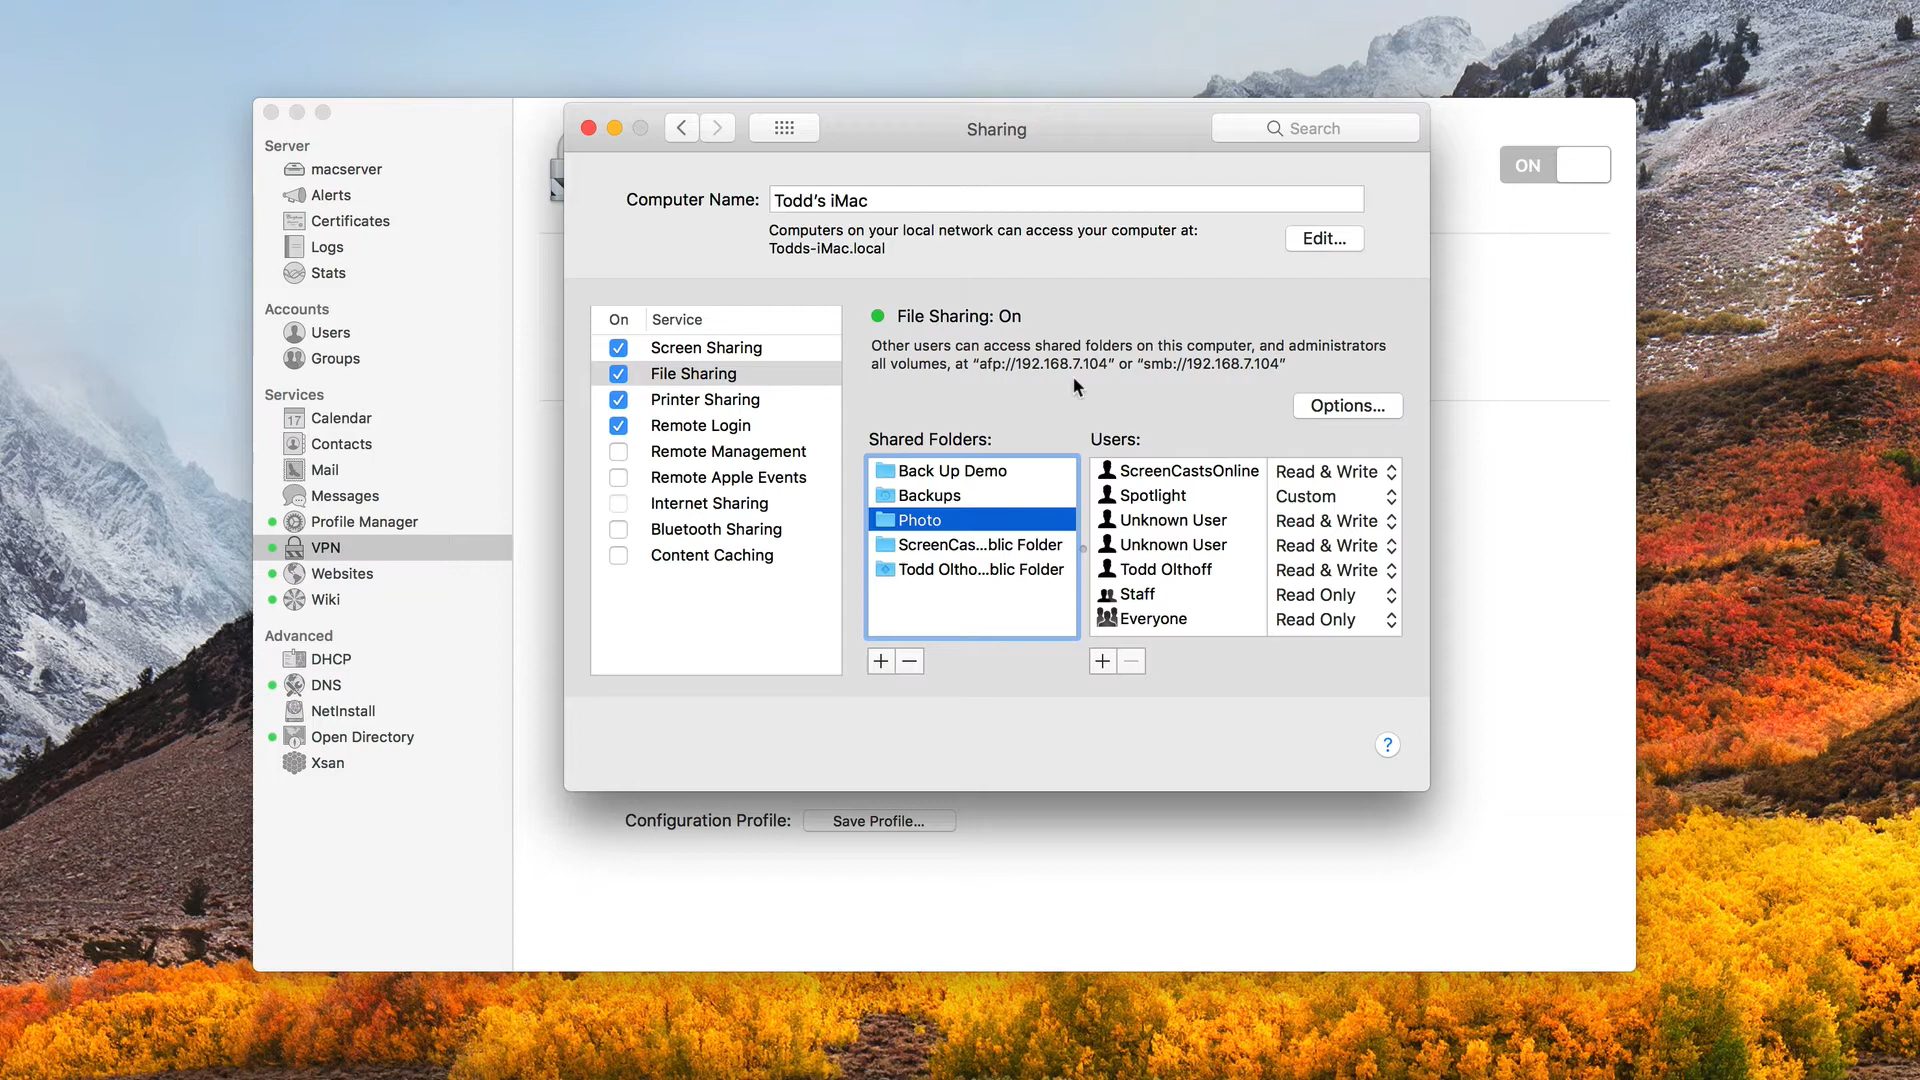 Server
macserver
Alerts
Certificates
Logs
Stats
Accounts
Users
Groups
Services
17
Calendar
Contacts
Mail
Messages
Profile Manager
VPN
Websites
Wiki
Advanced
DHCP
DNS
NetInstall
Open Directory
Xsan
Sharing
Search
ON
Computer Name: Todd’s iMac
Computers on your local network can access your computer at:
Todds-iMac.local
Edit...
On Service
Screen Sharing
File Sharing
Printer Sharing
Remote Login
Remote Management
Remote Apple Events
Internet Sharing
Bluetooth Sharing
Content Caching
File Sharing: On
Other users can access shared folders on this computer, and administrators
all volumes, at “afp://192.168.7.104” or “smb://192.168.7.104”
Options...
Shared Folders:
Back Up Demo
Backups
Photo
ScreenCas...blic Folder
Todd Oltho...blic Folder
Users:
ScreenCastsOnline Read & Write
Spotlight Custom
Unknown User Read & Write
Unknown User Read & Write
Todd Olthoff Read & Write
Staff Read Only
Everyone Read Only
+ − + −
?
Configuration Profile: Save Profile...